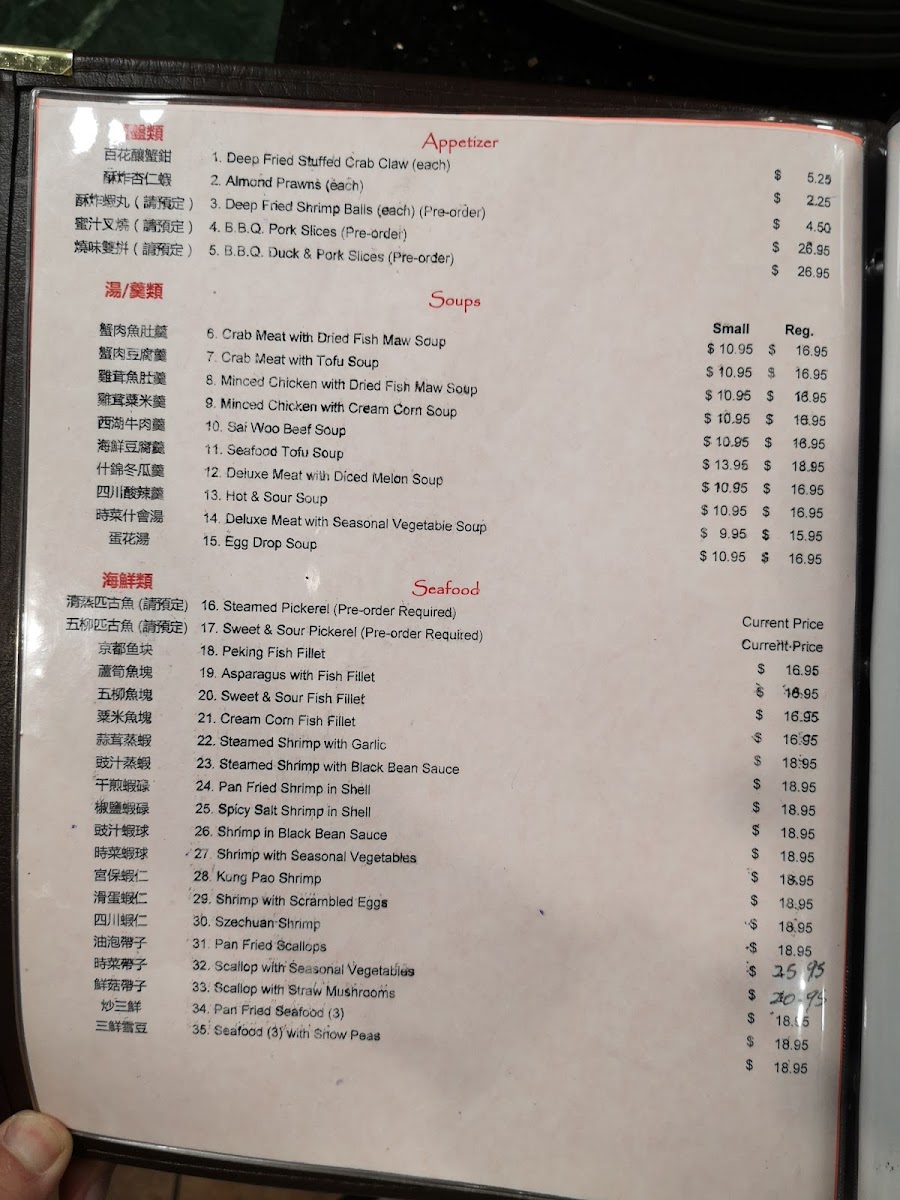 盤類 Appetizer
百花釀蟹鉗 1. Deep Fried Stuffed Crab Claw (each) $ 5.25
酥炸杏仁蝦 2. Almond Prawns (each) $ 2.25
酥炸蝦丸 ( 請預定 ) 3. Deep Fried Shrimp Balls (each) (Pre-order) $ 4.50
蜜汁叉燒 ( 請預定 ) 4. B.B.Q. Pork Slices (Pre-order) $ 26.95
燒味雙拼 ( 請預定 ) 5. B.B.Q. Duck & Pork Slices (Pre-order) $ 26.95
湯/羹類 Soups
Small Reg.
蟹肉魚肚羹 6. Crab Meat with Dried Fish Maw Soup $ 10.95 $ 16.95
蟹肉豆腐羹 7. Crab Meat with Tofu Soup $ 10.95 $ 16.95
雞茸魚肚羹 8. Minced Chicken with Dried Fish Maw Soup $ 10.95 $ 16.95
雞茸粟米羹 9. Minced Chicken with Cream Corn Soup $ 10.95 $ 16.95
西湖牛肉羹 10. Sai Woo Beef Soup $ 10.95 $ 16.95
海鮮豆腐羹 11. Seafood Tofu Soup $ 13.95 $ 18.95
什錦冬瓜羹 12. Deluxe Meat with Diced Melon Soup $ 10.95 $ 16.95
四川酸辣羹 13. Hot & Sour Soup $ 10.95 $ 16.95
時菜什會湯 14. Deluxe Meat with Seasonal Vegetable Soup $ 9.95 $ 15.95
蛋花湯 15. Egg Drop Soup $ 10.95 $ 16.95
海鮮類 Seafood
清蒸匹古魚 (請預定) 16. Steamed Pickerel (Pre-order Required) Current Price
五柳匹古魚 (請預定) 17. Sweet & Sour Pickerel (Pre-order Required) Current Price
京都鱼块 18. Peking Fish Fillet $ 16.95
蘆筍魚塊 19. Asparagus with Fish Fillet $ 16.95
五柳魚塊 20. Sweet & Sour Fish Fillet $ 16.95
粟米魚塊 21. Cream Corn Fish Fillet $ 16.95
蒜茸蒸蝦 22. Steamed Shrimp with Garlic $ 18.95
豉汁蒸蝦 23. Steamed Shrimp with Black Bean Sauce $ 18.95
干煎蝦碌 24. Pan Fried Shrimp in Shell $ 18.95
椒鹽蝦碌 25. Spicy Salt Shrimp in Shell $ 18.95
豉汁蝦球 26. Shrimp in Black Bean Sauce $ 18.95
時菜蝦球 27. Shrimp with Seasonal Vegetables $ 18.95
宮保蝦仁 28. Kung Pao Shrimp $ 18.95
滑蛋蝦仁 29. Shrimp with Scrambled Eggs $ 18.95
四川蝦仁 30. Szechuan Shrimp $ 18.95
油泡帶子 31. Pan Fried Scallops $ 25.95
時菜帶子 32. Scallop with Seasonal Vegetables $ 20.95
鮮菇帶子 33. Scallop with Straw Mushrooms $ 18.95
炒三鮮 34. Pan Fried Seafood (3) $ 18.95
三鮮雪豆 35. Seafood (3) with Snow Peas $ 18.95